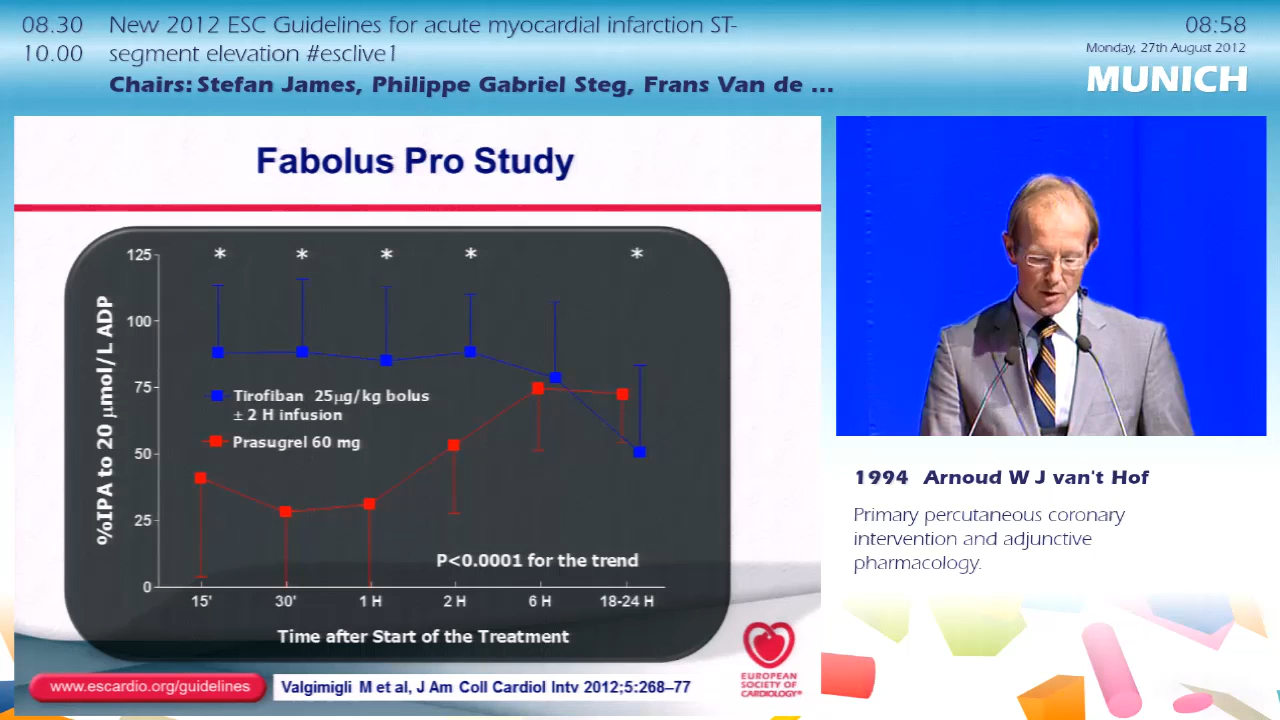 08.30
10.00
New 2012 ESC Guidelines for acute myocardial infarction ST-
segment elevation #esclive1
Chairs: Stefan James, Philippe Gabriel Steg, Frans Van de ...
08:58
Monday, 27th August 2012
MUNICH
Fabolus Pro Study
%IPA to 20 μmol/L ADP
125
100
75
50
25
0
* * * * *
Tirofiban 25μg/kg bolus
± 2 H infusion
Prasugrel 60 mg
P<0.0001 for the trend
15' 30' 1 H 2 H 6 H 18-24 H
Time after Start of the Treatment
www.escardio.org/guidelines
Valgimigli M et al, J Am Coll Cardiol Intv 2012;5:268–77
EUROPEAN
SOCIETY OF
CARDIOLOGY®
1994 Arnoud W J van't Hof
Primary percutaneous coronary
intervention and adjunctive
pharmacology.